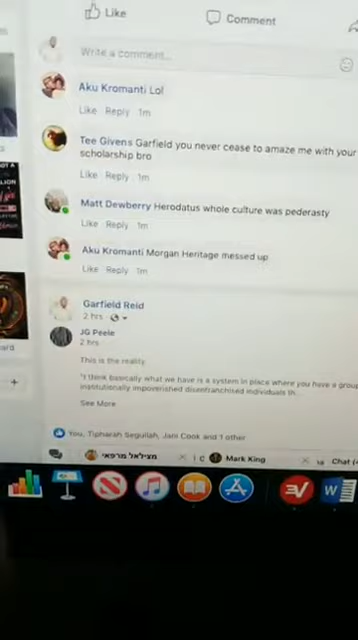 Like Comment
Write a comment...
Aku Kromanti Lol
Like Reply 1m
Tee Givens Garfield you never cease to amaze me with your
scholarship bro
Like Reply 1m
Matt Dewberry Herodatus whole culture was pederasty
Like Reply 1m
Aku Kromanti Morgan Heritage messed up
Like Reply 1m
Garfield Reid
2 hrs
JG Peele
2 hrs
This is the reality.
"I think basically what we have is a system in place where you have a group
institutionally impoverished disenfranchised individuals th...
See More
You, Tipharah Segullah, Jani Cook and 1 other
מצילאל מרפאי
Mark King
Chat
W